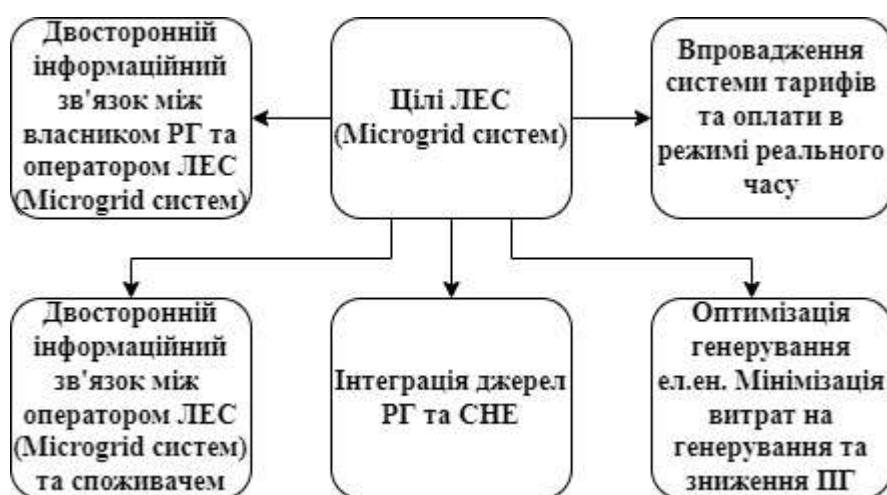 Двосторонній
інформаційний
зв'язок між
власником РГ та
оператором ЛЕС
(Microgrid систем)
Цілі ЛЕС
(Microgrid систем)
Впровадження
системи тарифів
та оплати в
режимі реального
часу
Двосторонній
інформаційний
зв'язок між
оператором ЛЕС
(Microgrid систем)
та споживачем
Інтеграція джерел
РГ та СНЕ
Оптимізація
генерування
ел.ен. Мінімізація
витрат на
генерування та
зниження ПГ